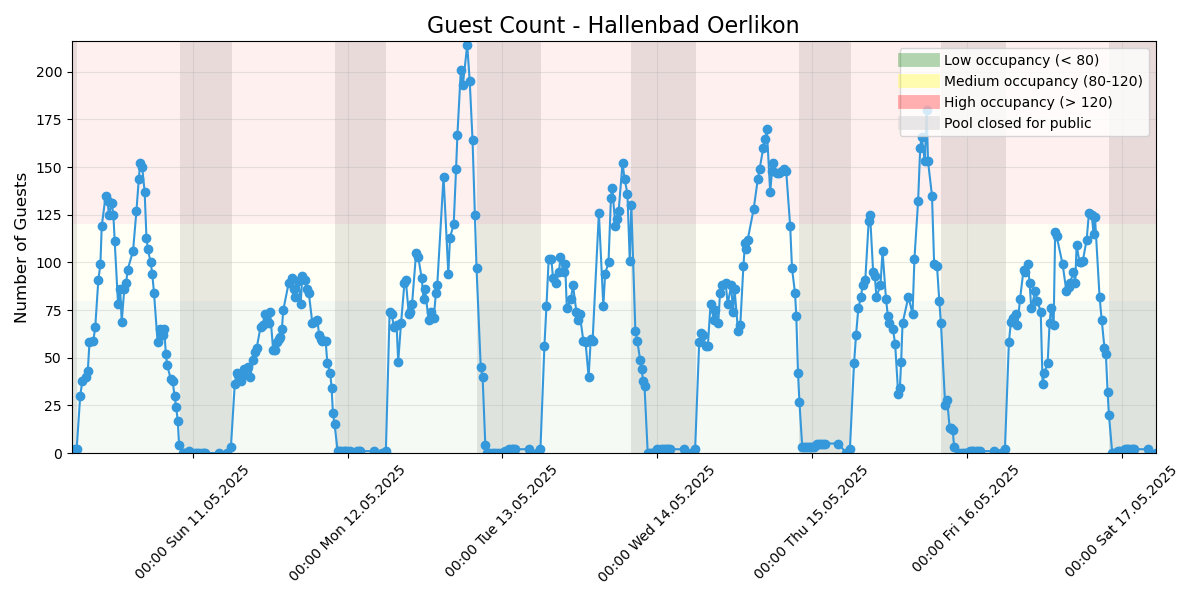 Guest Count - Hallenbad Oerlikon
Low occupancy (< 80)
Medium occupancy (80-120)
High occupancy (> 120)
Pool closed for public
Number of Guests
200
175
150
125
100
75
50
25
0
00:00 Sun 11.05.2025
00:00 Mon 12.05.2025
00:00 Tue 13.05.2025
00:00 Wed 14.05.2025
00:00 Thu 15.05.2025
00:00 Fri 16.05.2025
00:00 Sat 17.05.2025